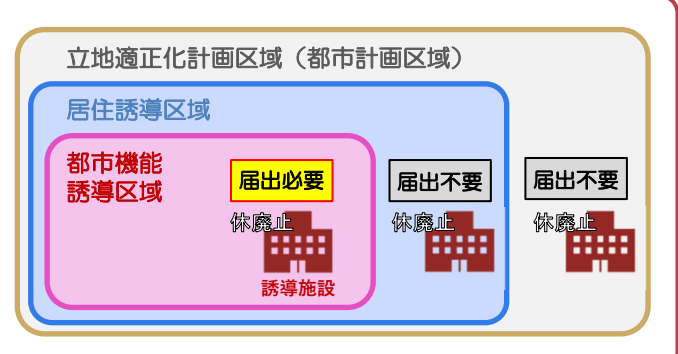 立地適正化計画区域（都市計画区域）
居住誘導区域
都市機能
誘導区域
届出必要
届出不要
届出不要
休廃止
休廃止
休廃止
誘導施設